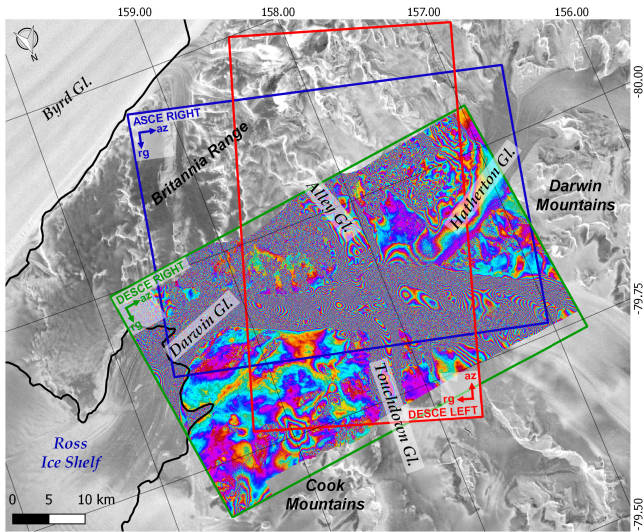 159.00
158.00
157.00
156.00
N
Byrd Gl.
-80.00
ASCE RIGHT
az
rg
Britannia Range
Alley Gl.
Hatherton Gl.
Darwin
Mountains
DESCE RIGHT
az
rg
Darwin Gl.
-79.75
Touchdown Gl.
az
rg
DESCE LEFT
Ross
Ice Shelf
Cook
Mountains
0 5 10 km
-79.50